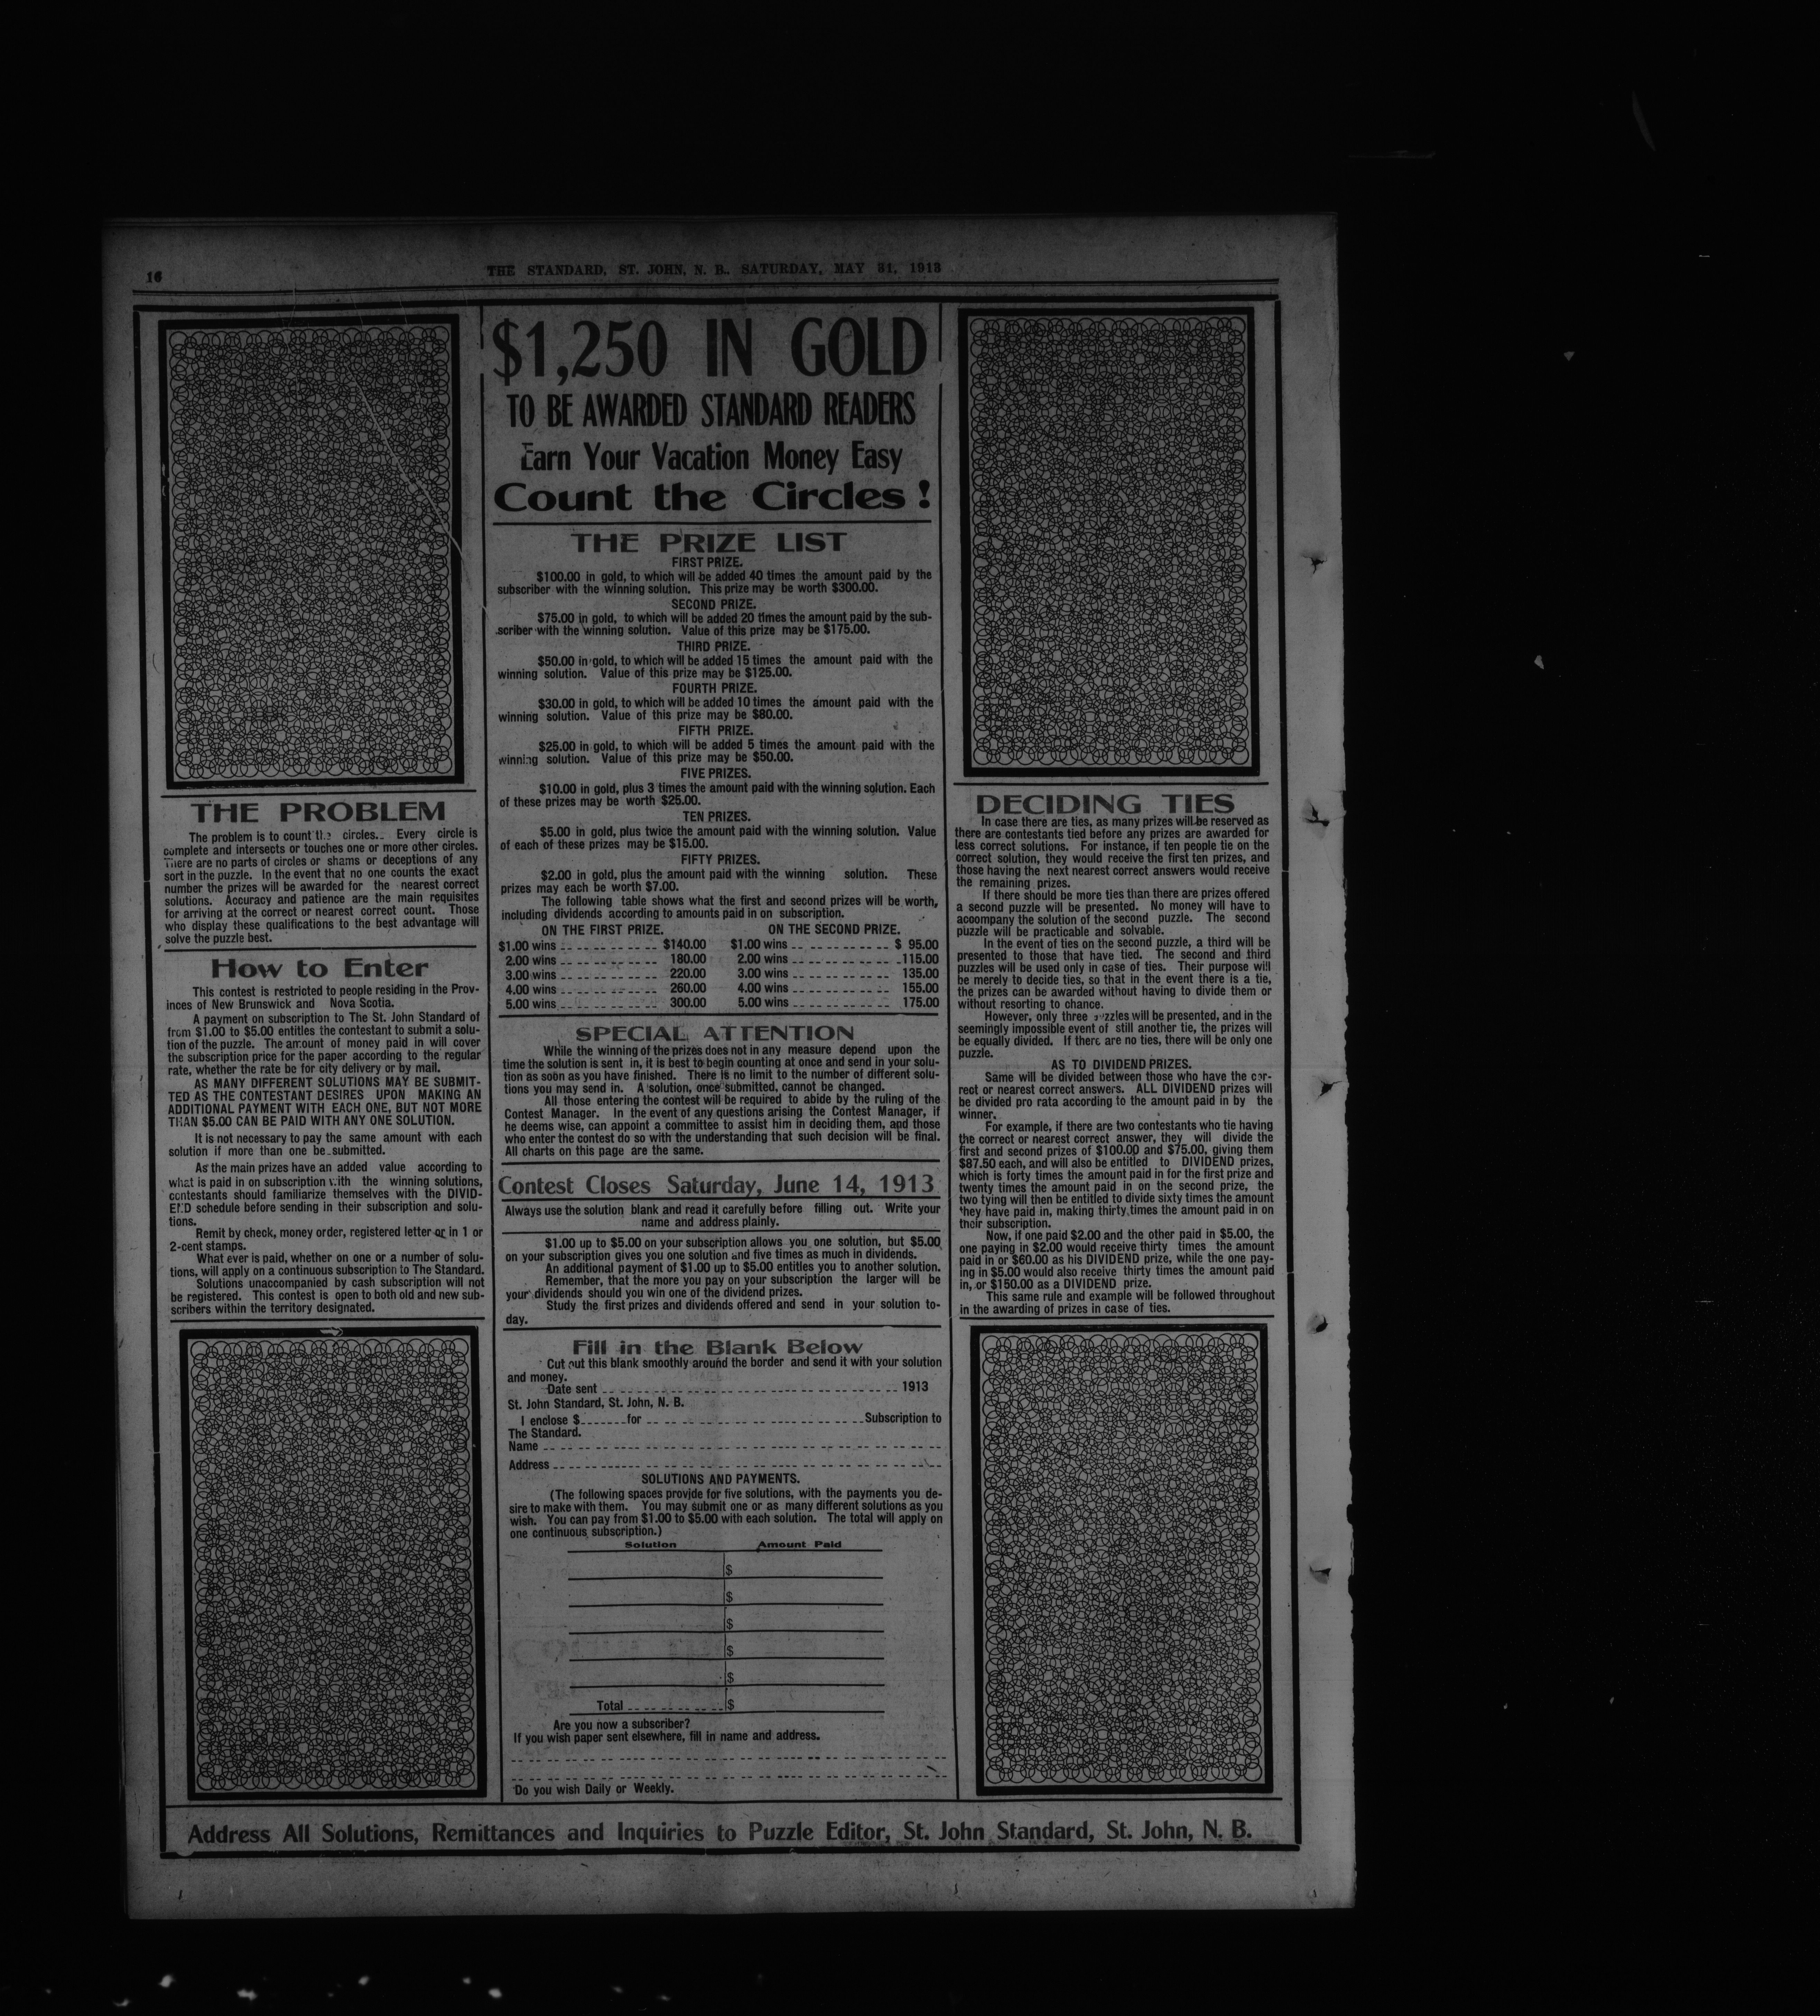 16
THE STANDARD, ST. JOHN, N. B., SATURDAY, MAY 31, 1913
$1,250 IN GOLD
TO BE AWARDED STANDARD READERS
Earn Your Vacation Money Easy
Count the Circles!
THE PRIZE LIST
FIRST PRIZE.
$100.00 in gold, to which will be added 40 times the amount paid by the
subscriber with the winning solution. This prize may be worth $300.00.
SECOND PRIZE.
$75.00 in gold, to which will be added 20 times the amount paid by the sub-
scriber with the winning solution. Value of this prize may be $175.00.
THIRD PRIZE.
$50.00 in gold, to which will be added 15 times the amount paid with the
winning solution. Value of this prize may be $125.00.
FOURTH PRIZE.
$30.00 in gold, to which will be added 10 times the amount paid with the
winning solution. Value of this prize may be $80.00.
FIFTH PRIZE.
$25.00 in gold, to which will be added 5 times the amount paid with the
winning solution. Value of this prize may be $50.00.
FIVE PRIZES.
$10.00 in gold, plus 3 times the amount paid with the winning solution. Each
of these prizes may be worth $25.00.
TEN PRIZES.
$5.00 in gold, plus twice the amount paid with the winning solution. Value
of each of these prizes may be $15.00.
FIFTY PRIZES.
$2.00 in gold, plus the amount paid with the winning solution. These
prizes may each be worth $7.00.
The following table shows what the first and second prizes will be worth,
including dividends according to amounts paid in on subscription.
ON THE FIRST PRIZE. ON THE SECOND PRIZE.
$1.00 wins $140.00 $1.00 wins $ 95.00
2.00 wins 180.00 2.00 wins 115.00
3.00 wins 220.00 3.00 wins 135.00
4.00 wins 260.00 4.00 wins 155.00
5.00 wins 300.00 5.00 wins 175.00
SPECIAL ATTENTION
While the winning of the prizes does not in any measure depend upon the
time the solution is sent in, it is best to begin counting at once and send in your solu-
tion as soon as you have finished. There is no limit to the number of different solu-
tions you may send in. A solution, once submitted, cannot be changed.
All those entering the contest will be required to abide by the ruling of the
Contest Manager. In the event of any questions arising the Contest Manager, if
he deems wise, can appoint a committee to assist him in deciding them, and those
who enter the contest do so with the understanding that such decision will be final.
All charts on this page are the same.
Contest Closes Saturday, June 14, 1913
Always use the solution blank and read it carefully before filling out. Write your
name and address plainly.
$1.00 up to $5.00 on your subscription allows you one solution, but $5.00
on your subscription gives you one solution and five times as much in dividends.
An additional payment of $1.00 up to $5.00 entitles you to another solution.
Remember, that the more you pay on your subscription the larger will be
your dividends should you win one of the dividend prizes.
Study the first prizes and dividends offered and send in your solution to-
day.
Fill in the Blank Below
Cut out this blank smoothly around the border and send it with your solution
and money.
Date sent 1913
St. John Standard, St. John, N. B.
I enclose $ for Subscription to
The Standard.
Name
Address
SOLUTIONS AND PAYMENTS.
(The following spaces provide for five solutions, with the payments you de-
sire to make with them. You may submit one or as many different solutions as you
wish. You can pay from $1.00 to $5.00 with each solution. The total will apply on
one continuous subscription.)
Solution Amount Paid
$
$
$
$
$
Total $
Are you now a subscriber?
If you wish paper sent elsewhere, fill in name and address.
Do you wish Daily or Weekly.
THE PROBLEM
The problem is to count the circles. Every circle is
complete and intersects or touches one or more other circles.
There are no parts of circles or shams or deceptions of any
sort in the puzzle. In the event that no one counts the exact
number the prizes will be awarded for the nearest correct
solutions. Accuracy and patience are the main requisites
for arriving at the correct or nearest correct count. Those
who display these qualifications to the best advantage will
solve the puzzle best.
How to Enter
This contest is restricted to people residing in the Prov-
inces of New Brunswick and Nova Scotia.
A payment on subscription to The St. John Standard of
from $1.00 to $5.00 entitles the contestant to submit a solu-
tion of the puzzle. The amount of money paid in will cover
the subscription price for the paper according to the regular
rate, whether the rate be for city delivery or by mail.
AS MANY DIFFERENT SOLUTIONS MAY BE SUBMIT-
TED AS THE CONTESTANT DESIRES UPON MAKING AN
ADDITIONAL PAYMENT WITH EACH ONE, BUT NOT MORE
THAN $5.00 CAN BE PAID WITH ANY ONE SOLUTION.
It is not necessary to pay the same amount with each
solution if more than one be submitted.
As the main prizes have an added value according to
what is paid in on subscription with the winning solutions,
contestants should familiarize themselves with the DIVID-
END schedule before sending in their subscription and solu-
tions.
Remit by check, money order, registered letter or in 1 or
2-cent stamps.
What ever is paid, whether on one or a number of solu-
tions, will apply on a continuous subscription to The Standard.
Solutions unaccompanied by cash subscription will not
be registered. This contest is open to both old and new sub-
scribers within the territory designated.
DECIDING TIES
In case there are ties, as many prizes will be reserved as
there are contestants tied before any prizes are awarded for
less correct solutions. For instance, if ten people tie on the
correct solution, they would receive the first ten prizes, and
those having the next nearest correct answers would receive
the remaining prizes.
If there should be more ties than there are prizes offered
a second puzzle will be presented. No money will have to
accompany the solution of the second puzzle. The second
puzzle will be practicable and solvable.
In the event of ties on the second puzzle, a third will be
presented to those that have tied. The second and third
puzzles will be used only in case of ties. Their purpose will
be merely to decide ties, so that in the event there is a tie,
the prizes can be awarded without having to divide them or
without resorting to chance.
However, only three puzzles will be presented, and in the
seemingly impossible event of still another tie, the prizes will
be equally divided. If there are no ties, there will be only one
puzzle.
AS TO DIVIDEND PRIZES.
Same will be divided between those who have the cor-
rect or nearest correct answers. ALL DIVIDEND prizes will
be divided pro rata according to the amount paid in by the
winner.
For example, if there are two contestants who tie having
the correct or nearest correct answer, they will divide the
first and second prizes of $100.00 and $75.00, giving them
$87.50 each, and will also be entitled to DIVIDEND prizes,
which is forty times the amount paid in for the first prize and
twenty times the amount paid in on the second prize, the
two tying will then be entitled to divide sixty times the amount
they have paid in, making thirty times the amount paid in on
their subscription.
Now, if one paid $2.00 and the other paid in $5.00, the
one paying in $2.00 would receive thirty times the amount
paid in or $60.00 as his DIVIDEND prize, while the one pay-
ing in $5.00 would also receive thirty times the amount paid
in, or $150.00 as a DIVIDEND prize.
This same rule and example will be followed throughout
in the awarding of prizes in case of ties.
Address All Solutions, Remittances and Inquiries to Puzzle Editor, St. John Standard, St. John, N. B.